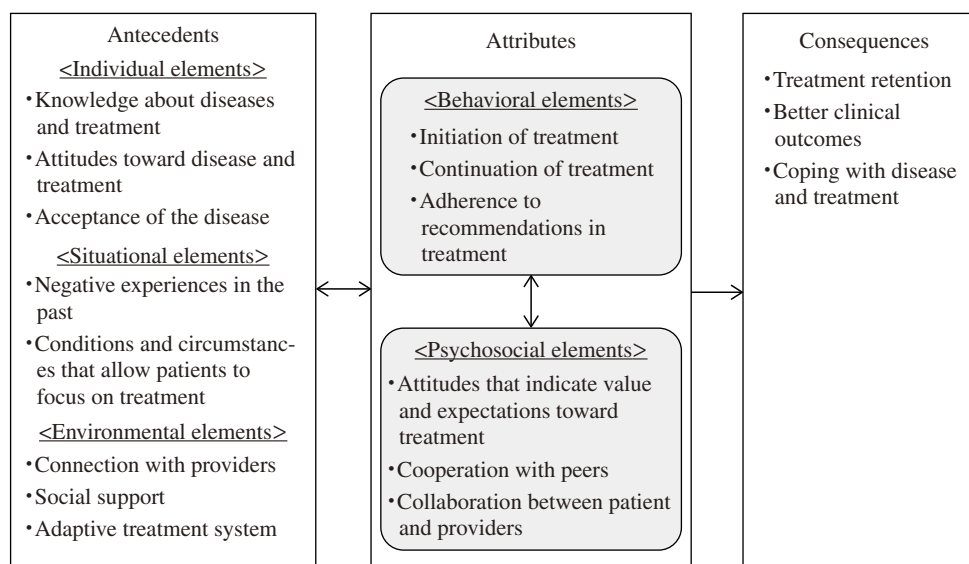 Antecedents
<Individual elements>
・Knowledge about diseases
and treatment
・Attitudes toward disease and
treatment
・Acceptance of the disease
<Situational elements>
・Negative experiences in the
past
・Conditions and circumstanc-
es that allow patients to
focus on treatment
<Environmental elements>
・Connection with providers
・Social support
・Adaptive treatment system
Attributes
<Behavioral elements>
・Initiation of treatment
・Continuation of treatment
・Adherence to
recommendations in
treatment
<Psychosocial elements>
・Attitudes that indicate value
and expectations toward
treatment
・Cooperation with peers
・Collaboration between patient
and providers
Consequences
・Treatment retention
・Better clinical
outcomes
・Coping with disease
and treatment